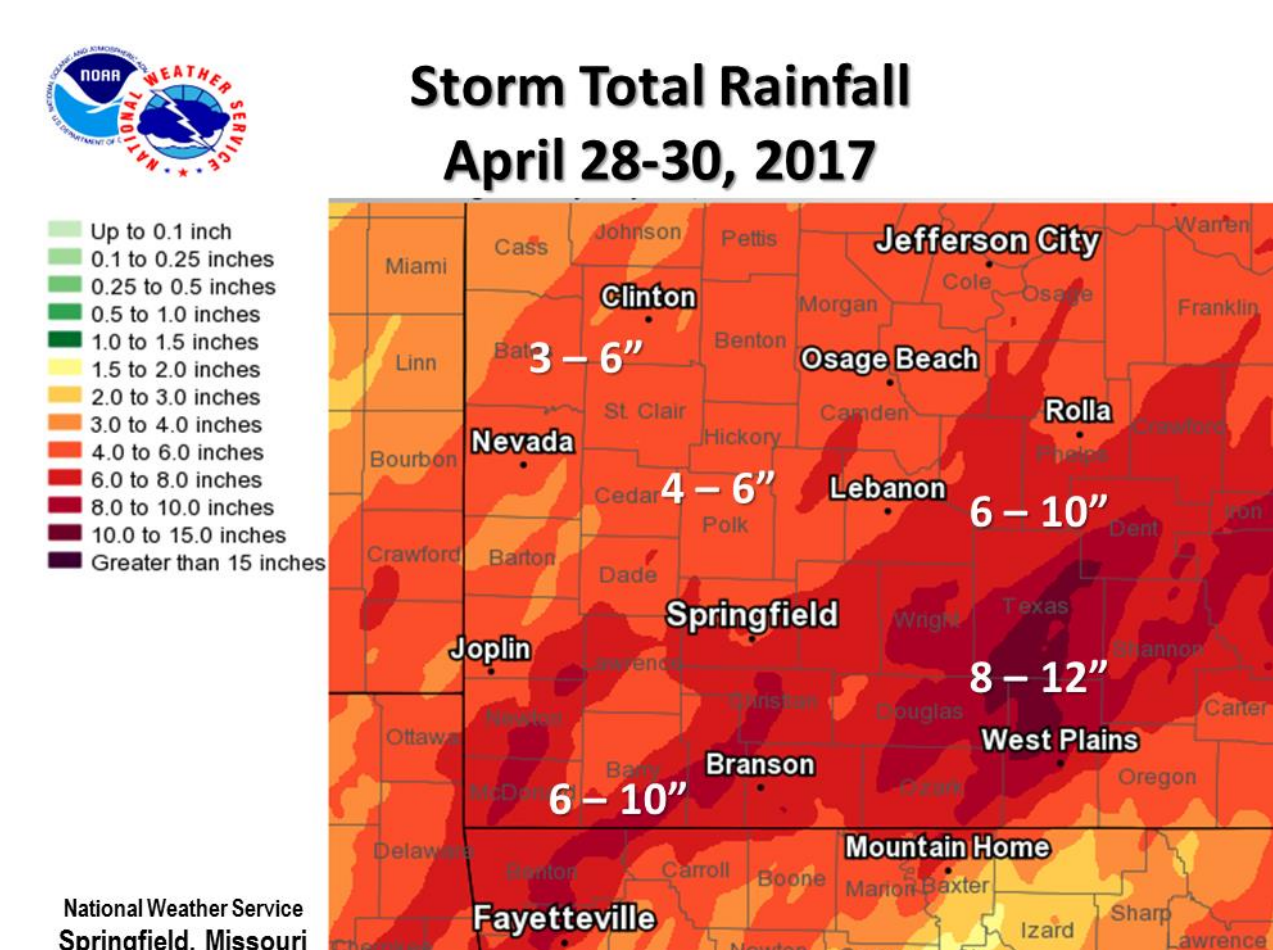 NOAA
NATIONAL WEATHER SERVICE
Storm Total Rainfall
April 28-30, 2017
Up to 0.1 inch
0.1 to 0.25 inches
0.25 to 0.5 inches
0.5 to 1.0 inches
1.0 to 1.5 inches
1.5 to 2.0 inches
2.0 to 3.0 inches
3.0 to 4.0 inches
4.0 to 6.0 inches
6.0 to 8.0 inches
8.0 to 10.0 inches
10.0 to 15.0 inches
Greater than 15 inches
Cass
Johnson
Pettis
Jefferson City
Warren
Miami
Clinton
Cole
Osage
Morgan
Franklin
Benton
3 – 6”
Linn
Osage Beach
St. Clair
Camden
Rolla
Crawford
Nevada
Hickory
Bourbon
Phelps
Cedar
4 – 6”
Lebanon
6 – 10”
Iron
Polk
Dent
Crawford
Barton
Dade
Springfield
Wright
Texas
Joplin
Lawrence
Shannon
8 – 12”
Christian
Douglas
Carter
Newton
Ottawa
West Plains
Barry
Branson
Oregon
McDonald
6 – 10”
Ozark
Delaware
Benton
Carroll
Boone
Mountain Home
Marion
Baxter
Fayetteville
Sharp
Izard
Lawrence
Newton
National Weather Service
Springfield, Missouri